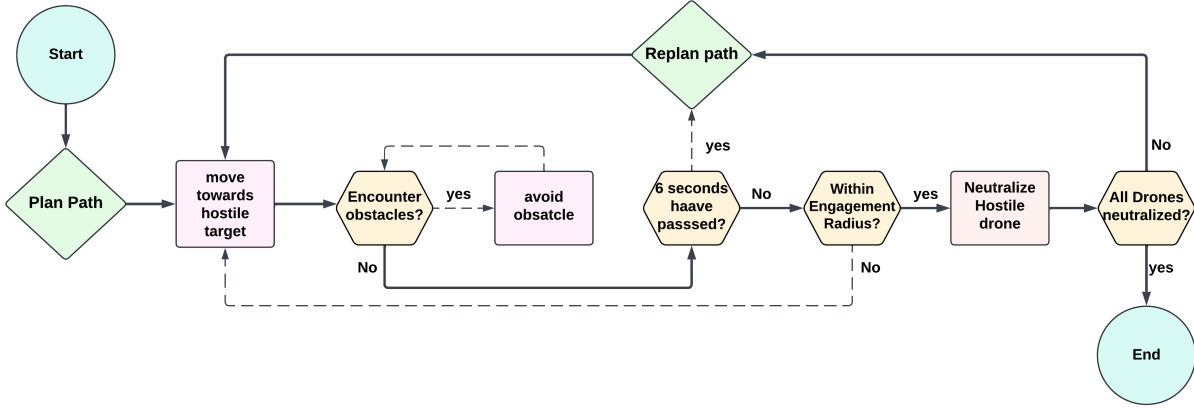 Start
Plan Path
move
towards
hostile
target
Encounter
obstacles?
yes
No
avoid
obsatcle
Replan path
yes
6 seconds
haave
passsed?
No
Within
Engagement
Radius?
yes
No
Neutralize
Hostile
drone
All Drones
neutralized?
No
yes
End